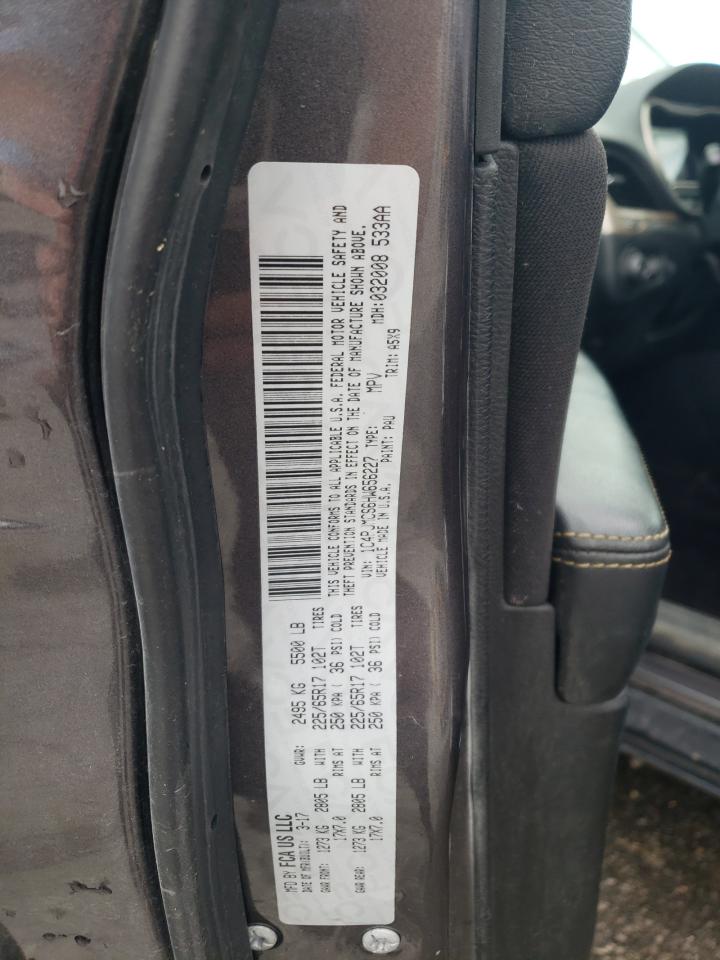 MFD BY FCA US LLC
DATE OF MFR(BUILT): 3-17 GVWR: 2495 KG 5500 LB
GAWR FRONT: 1273 KG 2805 LB WITH 225/65R17 102T TIRES
17X7.0 RIMS AT 250 KPA ( 36 PSI) COLD
GAWR REAR: 1273 KG 2805 LB WITH 225/65R17 102T TIRES
17X7.0 RIMS AT 250 KPA ( 36 PSI) COLD
THIS VEHICLE CONFORMS TO ALL APPLICABLE U.S.A. FEDERAL MOTOR VEHICLE SAFETY AND
THEFT PREVENTION STANDARDS IN EFFECT ON THE DATE OF MANUFACTURE SHOWN ABOVE.
VIN: 1C4PJMCS6HW656227 TYPE: MPV MDH: 032008 533AA
VEHICLE MADE IN U.S.A. PAINT: PAU TRIM: A5X9